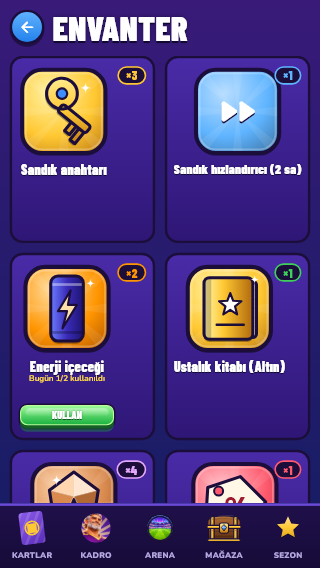 ENVANTER
×3
×1
Sandık anahtarı
Sandık hızlandırıcı (2 sa)
×2
×1
Enerji içeceği
Bugün 1/2 kullanıldı
KULLAN
Ustalık kitabı (Altın)
×4
×1
%
KARTLAR
KADRO
ARENA
MAĞAZA
SEZON